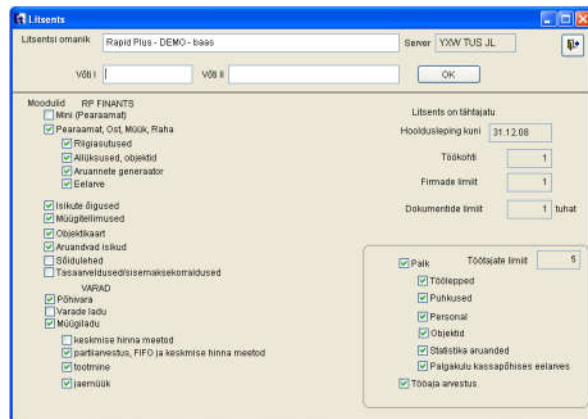 Litsents
Litsentsi omanik Rapid Plus - DEMO - baas Server YXW TUS JL
Võti I Võti II OK
Moodulid RP FINANTS
Mini (Pearaamat)
Pearaamat, Ost, Müük, Raha
Riigiasutused
Allüksused, objektid
Aruannete generaator
Eelarve
Isikute õigused
Müügitellimused
Objektikaart
Aruandvad isikud
Sõidulehed
Tasaarveldused/sisemaksekorraldused
VARAD
Põhivara
Varade ladu
Müügiladu
keskmise hinna meetod
partiiarvestus, FIFO ja keskmise hinna meetod
tootmine
jaemüük
Litsents on tähtajatu
Hooldusleping kuni 31.12.08
Töökohti 1
Firmade limiit 1
Dokumentide limiit 1 tuhat
Palk Töötajate limiit 5
Töölepped
Puhkused
Personal
Objektid
Statistika aruanded
Palgakulu kassapõhises eelarves
Tööaja arvestus